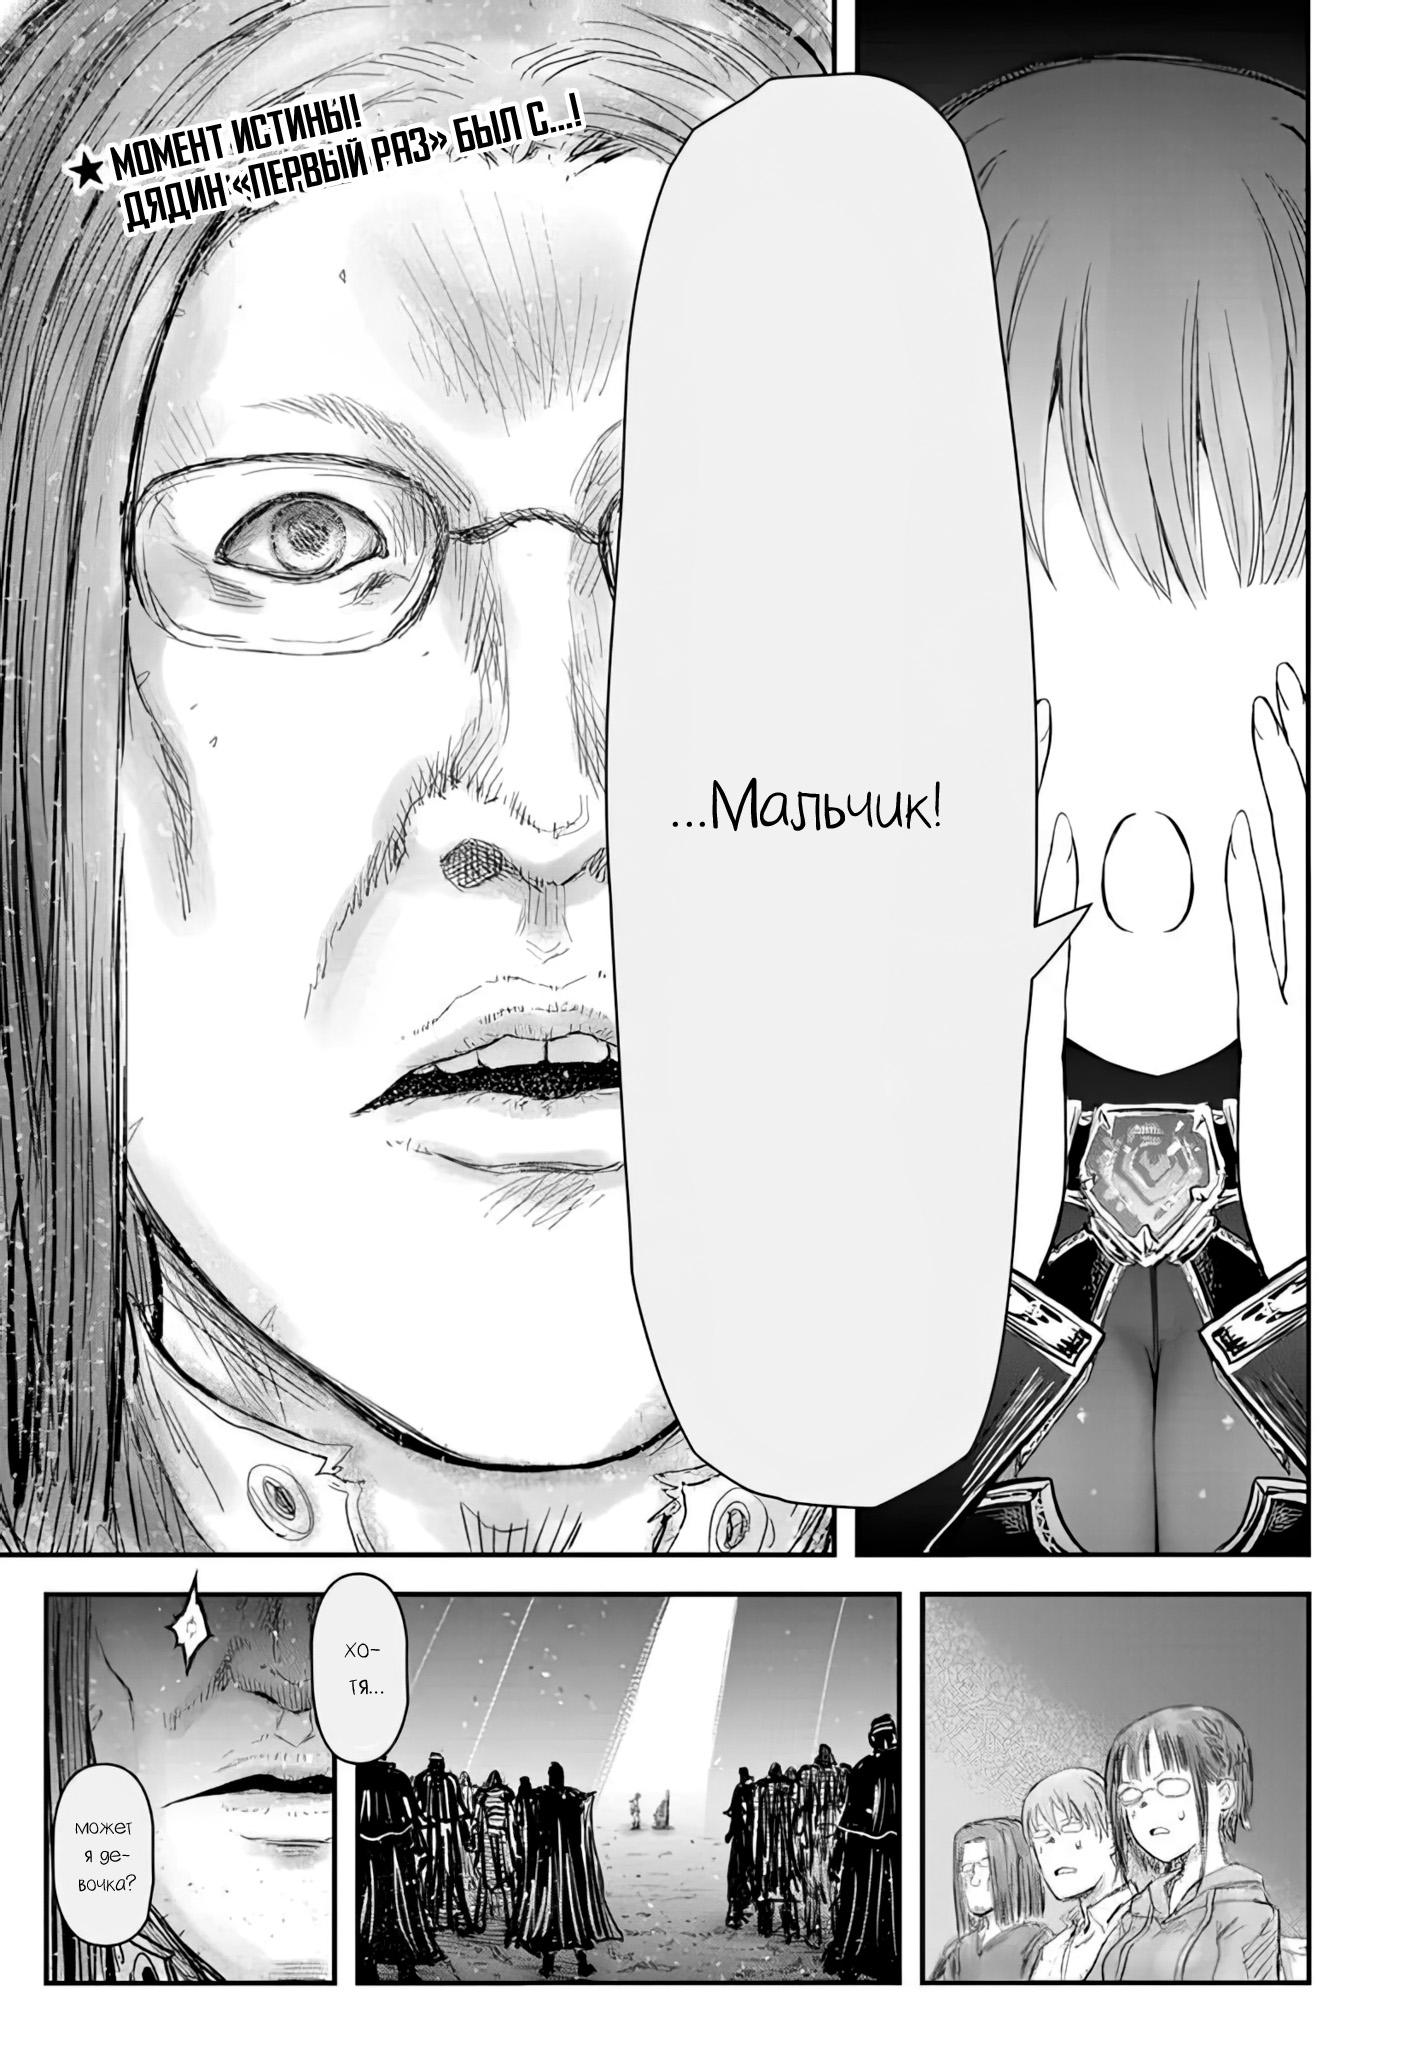 ★ МОМЕНТ ИСТИНЫ!
ДЯДИН «ПЕРВЫЙ РАЗ» БЫЛ С...!
...Мальчик!
хо-
тя...
может
я де-
вочка?